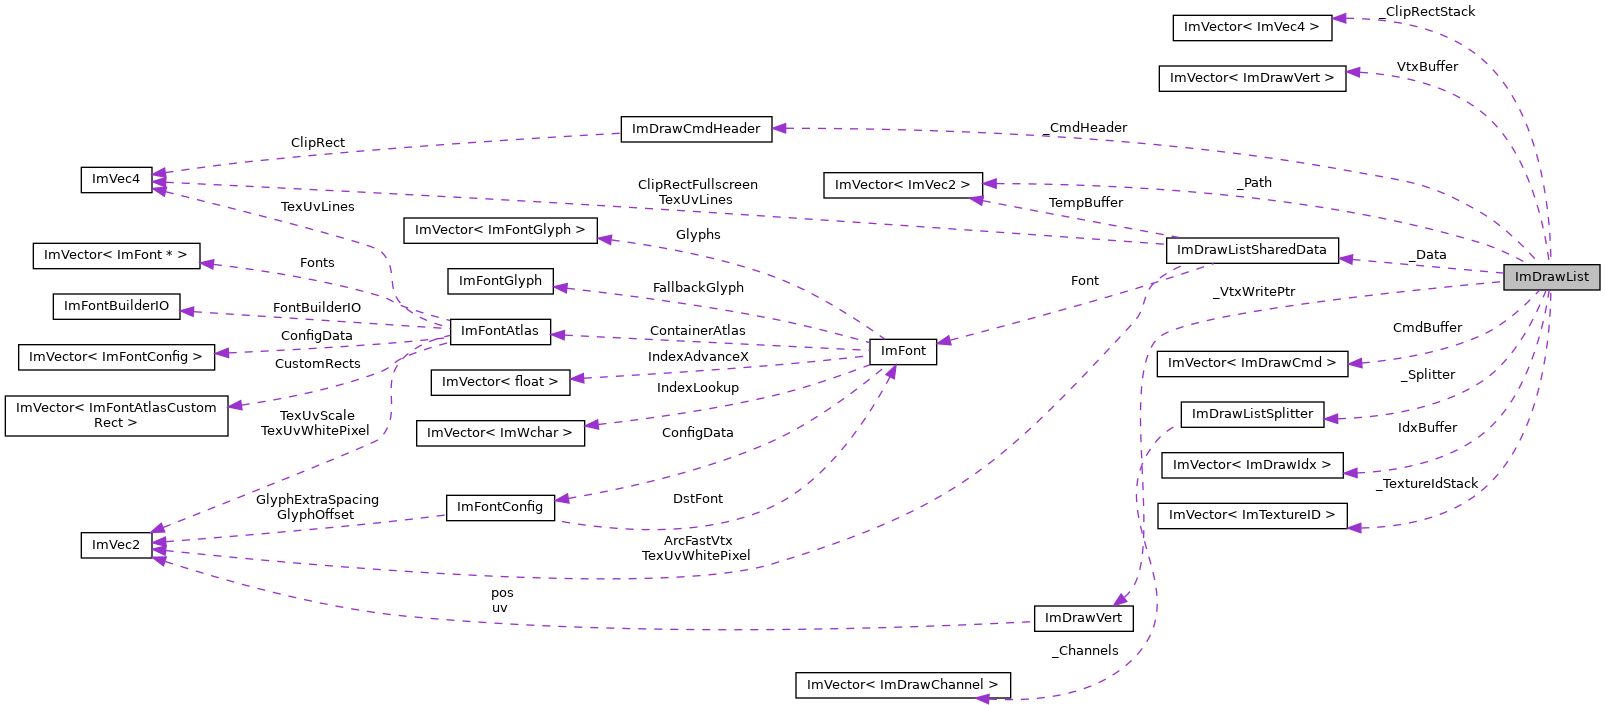 _ClipRectStack
ImVector< ImVec4 >
VtxBuffer
ImVector< ImDrawVert >
ImDrawCmdHeader
_CmdHeader
ClipRect
ImVec4
ClipRectFullscreen
TexUvLines
ImVector< ImVec2 >
_Path
TexUvLines
TempBuffer
ImVector< ImFontGlyph >
Glyphs
ImVector< ImFont * >
Fonts
ImDrawListSharedData
_Data
ImDrawList
ImFontGlyph
FallbackGlyph
Font
_VtxWritePtr
ImFontBuilderIO
FontBuilderIO
ImFontAtlas
ContainerAtlas
CmdBuffer
ConfigData
ImVector< ImFontConfig >
IndexAdvanceX
ImFont
ImVector< ImDrawCmd >
CustomRects
ImVector< float >
IndexLookup
_Splitter
ImVector< ImFontAtlasCustom
Rect >
TexUvScale
TexUvWhitePixel
ImVector< ImWchar >
ConfigData
ImDrawListSplitter
IdxBuffer
ImVector< ImDrawIdx >
_TextureIdStack
GlyphExtraSpacing
GlyphOffset
ImFontConfig
DstFont
ImVector< ImTextureID >
ImVec2
ArcFastVtx
TexUvWhitePixel
pos
uv
ImDrawVert
_Channels
ImVector< ImDrawChannel >